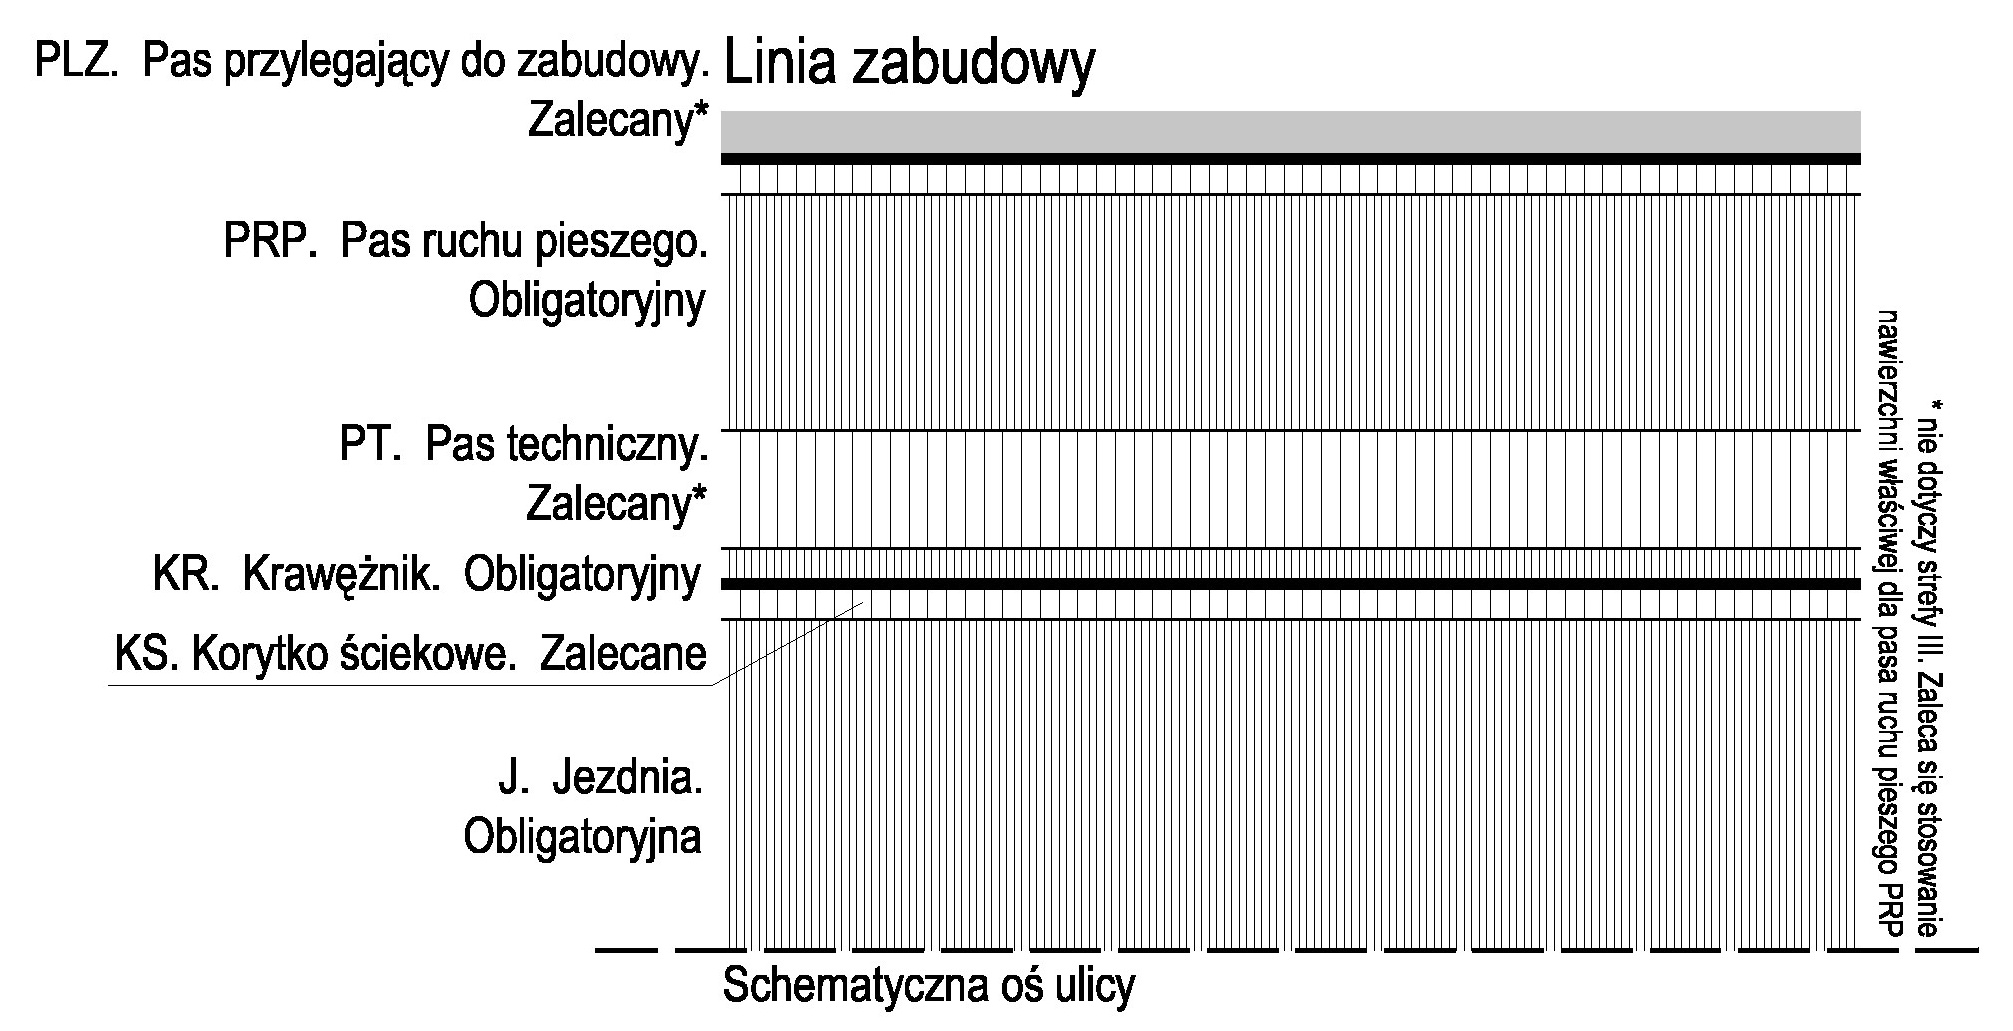 PLZ. Pas przylegający do zabudowy.
Zalecany*
Linia zabudowy
PRP. Pas ruchu pieszego.
Obligatoryjny
PT. Pas techniczny.
Zalecany*
KR. Krawężnik. Obligatoryjny
KS. Korytko ściekowe. Zalecane
J. Jezdnia.
Obligatoryjna
Schematyczna oś ulicy
* nie dotyczy strefy III. Zaleca się stosowanie
nawierzchni właściwej dla pasa ruchu pieszego PRP